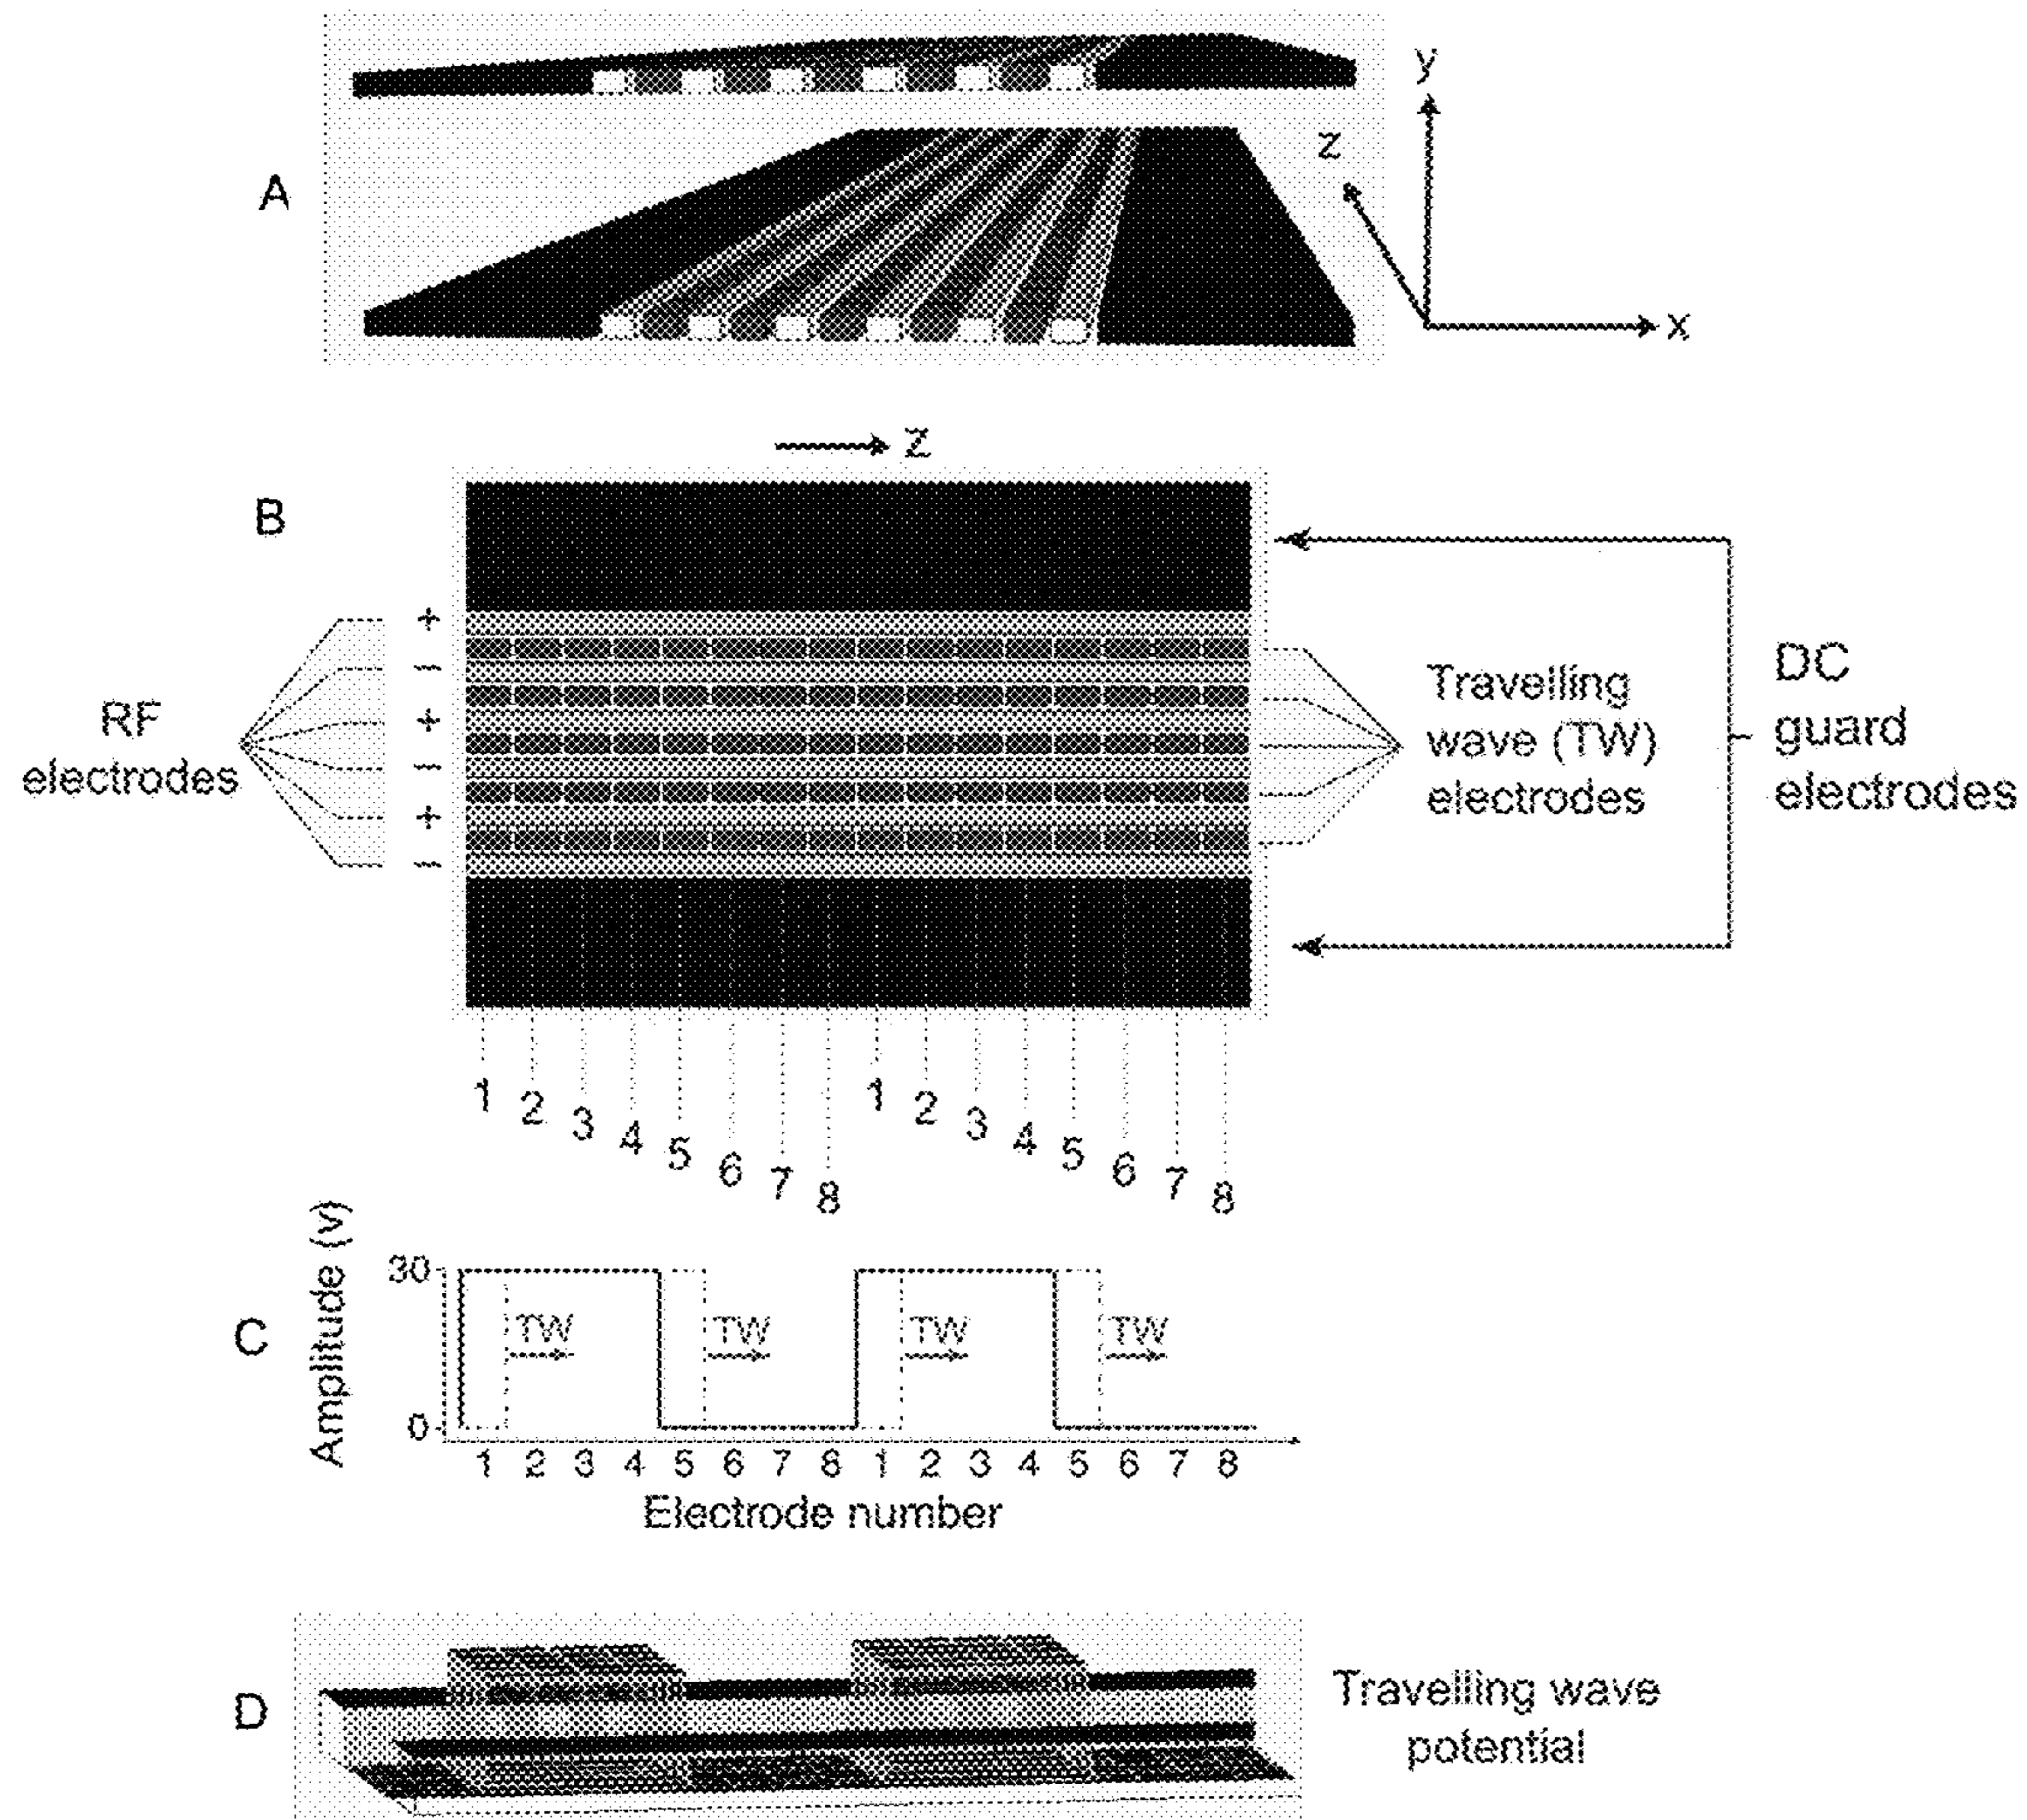 A
y
z
x
B
Z
RF
electrodes
+
−
+
−
+
−
Travelling
wave (TW)
electrodes
DC
guard
electrodes
1 2 3 4 5 6 7 8 1 2 3 4 5 6 7 8
C
Amplitude (v)
30
0
TW TW TW TW
1 2 3 4 5 6 7 8 1 2 3 4 5 6 7 8
Electrode number
D
Travelling wave
potential